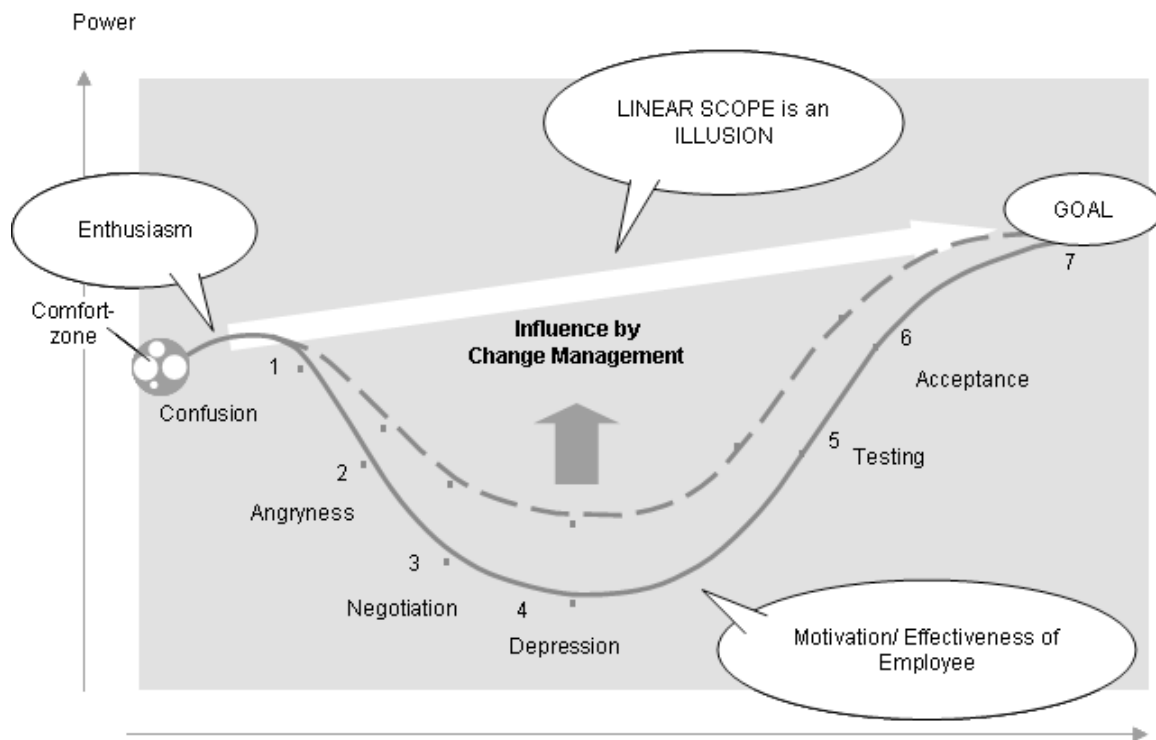 Power
LINEAR SCOPE is an
ILLUSION
Enthusiasm
GOAL
7
Comfort-
zone
Influence by
Change Management
1
6
Acceptance
Confusion
5
Testing
2
Angryness
3
Negotiation
4
Depression
Motivation/ Effectiveness of
Employee